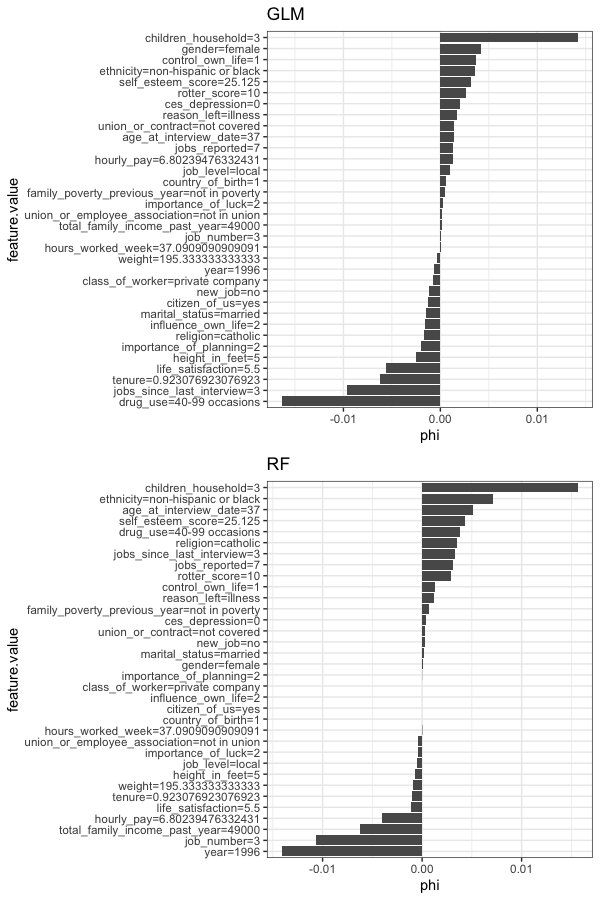 GLM
feature.value
children_household=3
gender=female
control_own_life=1
ethnicity=non-hispanic or black
self_esteem_score=25.125
rotter_score=10
ces_depression=0
reason_left=illness
union_or_contract=not covered
age_at_interview_date=37
jobs_reported=7
hourly_pay=6.80239476332431
job_level=local
country_of_birth=1
family_poverty_previous_year=not in poverty
importance_of_luck=2
union_or_employee_association=not in union
total_family_income_past_year=49000
job_number=3
hours_worked_week=37.0909090909091
weight=195.333333333333
year=1996
class_of_worker=private company
new_job=no
citizen_of_us=yes
marital_status=married
influence_own_life=2
religion=catholic
importance_of_planning=2
height_in_feet=5
life_satisfaction=5.5
tenure=0.923076923076923
jobs_since_last_interview=3
drug_use=40-99 occasions
-0.01 0.00 0.01
phi
RF
feature.value
children_household=3
ethnicity=non-hispanic or black
age_at_interview_date=37
self_esteem_score=25.125
drug_use=40-99 occasions
religion=catholic
jobs_since_last_interview=3
jobs_reported=7
rotter_score=10
control_own_life=1
reason_left=illness
family_poverty_previous_year=not in poverty
ces_depression=0
union_or_contract=not covered
new_job=no
marital_status=married
gender=female
importance_of_planning=2
class_of_worker=private company
influence_own_life=2
citizen_of_us=yes
country_of_birth=1
hours_worked_week=37.0909090909091
union_or_employee_association=not in union
importance_of_luck=2
job_level=local
height_in_feet=5
weight=195.333333333333
tenure=0.923076923076923
life_satisfaction=5.5
hourly_pay=6.80239476332431
total_family_income_past_year=49000
job_number=3
year=1996
-0.01 0.00 0.01
phi